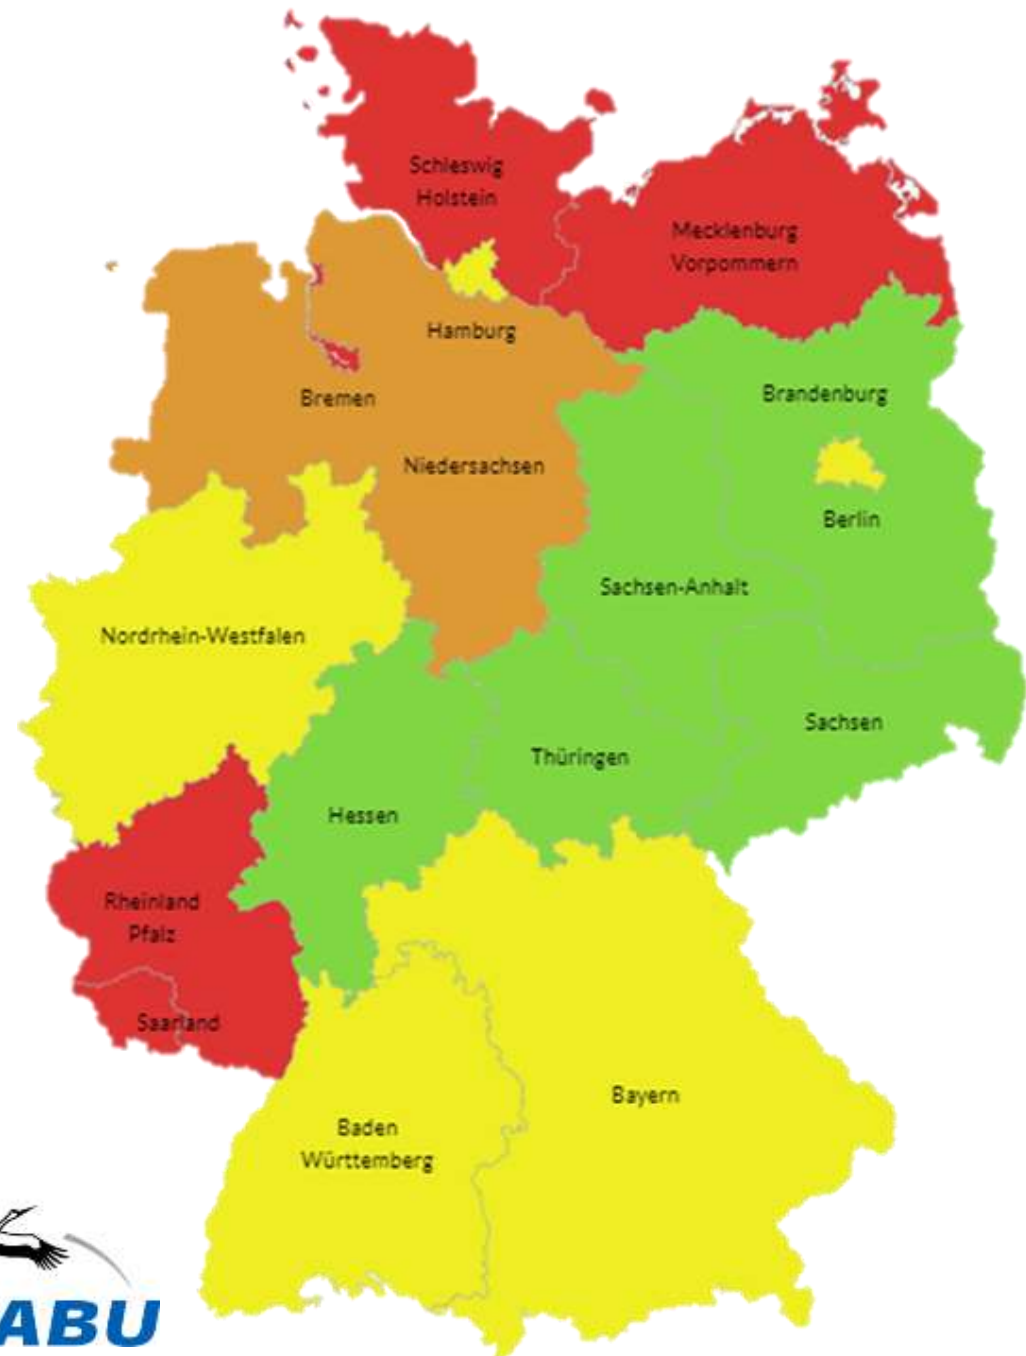 Schleswig
Holstein
Mecklenburg
Vorpommern
Hamburg
Brandenburg
Bremen
Niedersachsen
Berlin
Sachsen-Anhalt
Nordrhein-Westfalen
Sachsen
Thüringen
Hessen
Rheinland
Pfalz
Saarland
Bayern
Baden
Württemberg
ABU